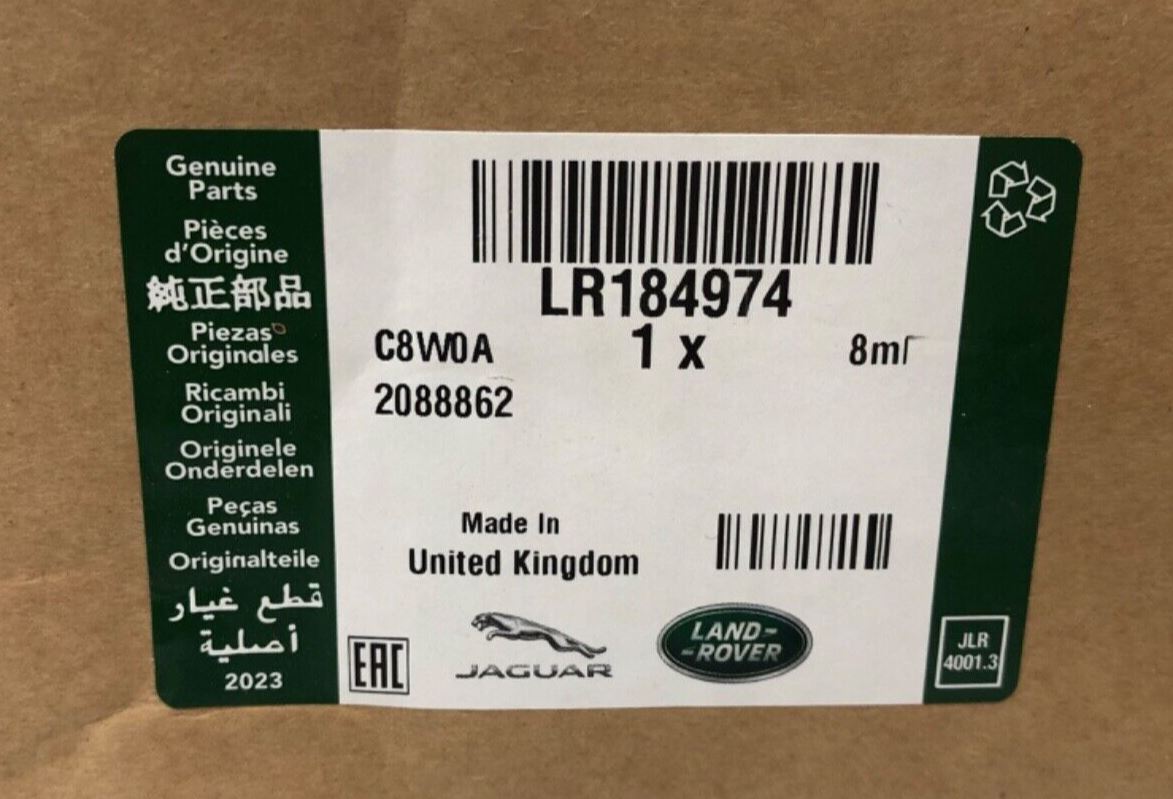 Genuine
Parts
Pièces
d'Origine
純正部品
Piezas
Originales
Ricambi
Originali
Originele
Onderdelen
Peças
Genuinas
Originalteile
قطع غيار
أصلية
2023
LR184974
C8W0A
1 x
2088862
Made In
United Kingdom
EAC
JAGUAR
LAND-
-ROVER
JLR
4001.3